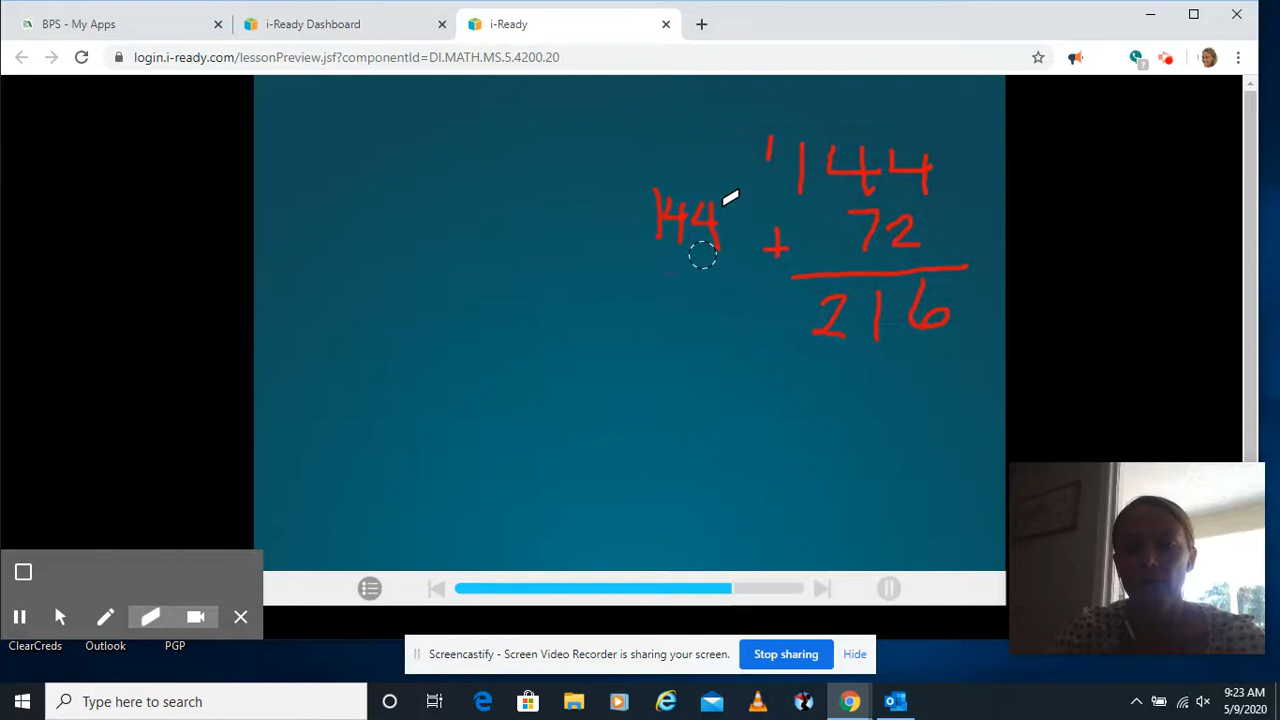 BPS - My Apps
i-Ready Dashboard
i-Ready
login.i-ready.com/lessonPreview.jsf?componentId=DI.MATH.MS.5.4200.20
1
144
144
+ 72
216
ClearCreds Outlook PGP
Screencastify - Screen Video Recorder is sharing your screen. Stop sharing Hide
Type here to search
9:23 AM
5/9/2020